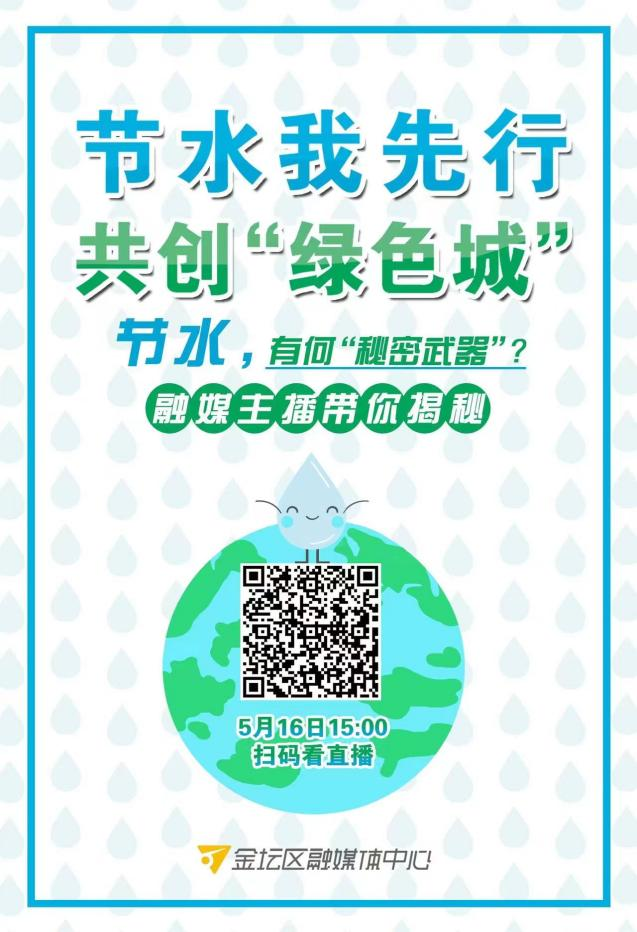 节水我先行
共创“绿色城”
节水，有何“秘密武器”？
融媒主播带你揭秘
5月16日15:00
扫码看直播
金坛区融媒体中心